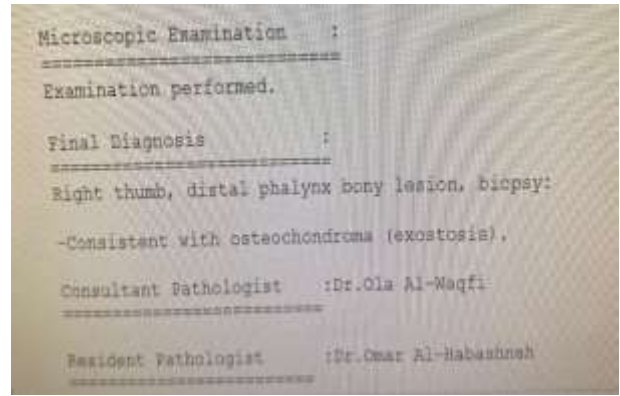 Microscopic Examination :
============================
Examination performed.
Final Diagnosis :
==========================
Right thumb, distal phalynx bony lesion, biopsy:
-Consistent with osteochondroma (exostosis).
Consultant Pathologist :Dr.Ola Al-Waqfi
========================
Resident Pathologist :Dr.Omar Al-Habashneh
=======================